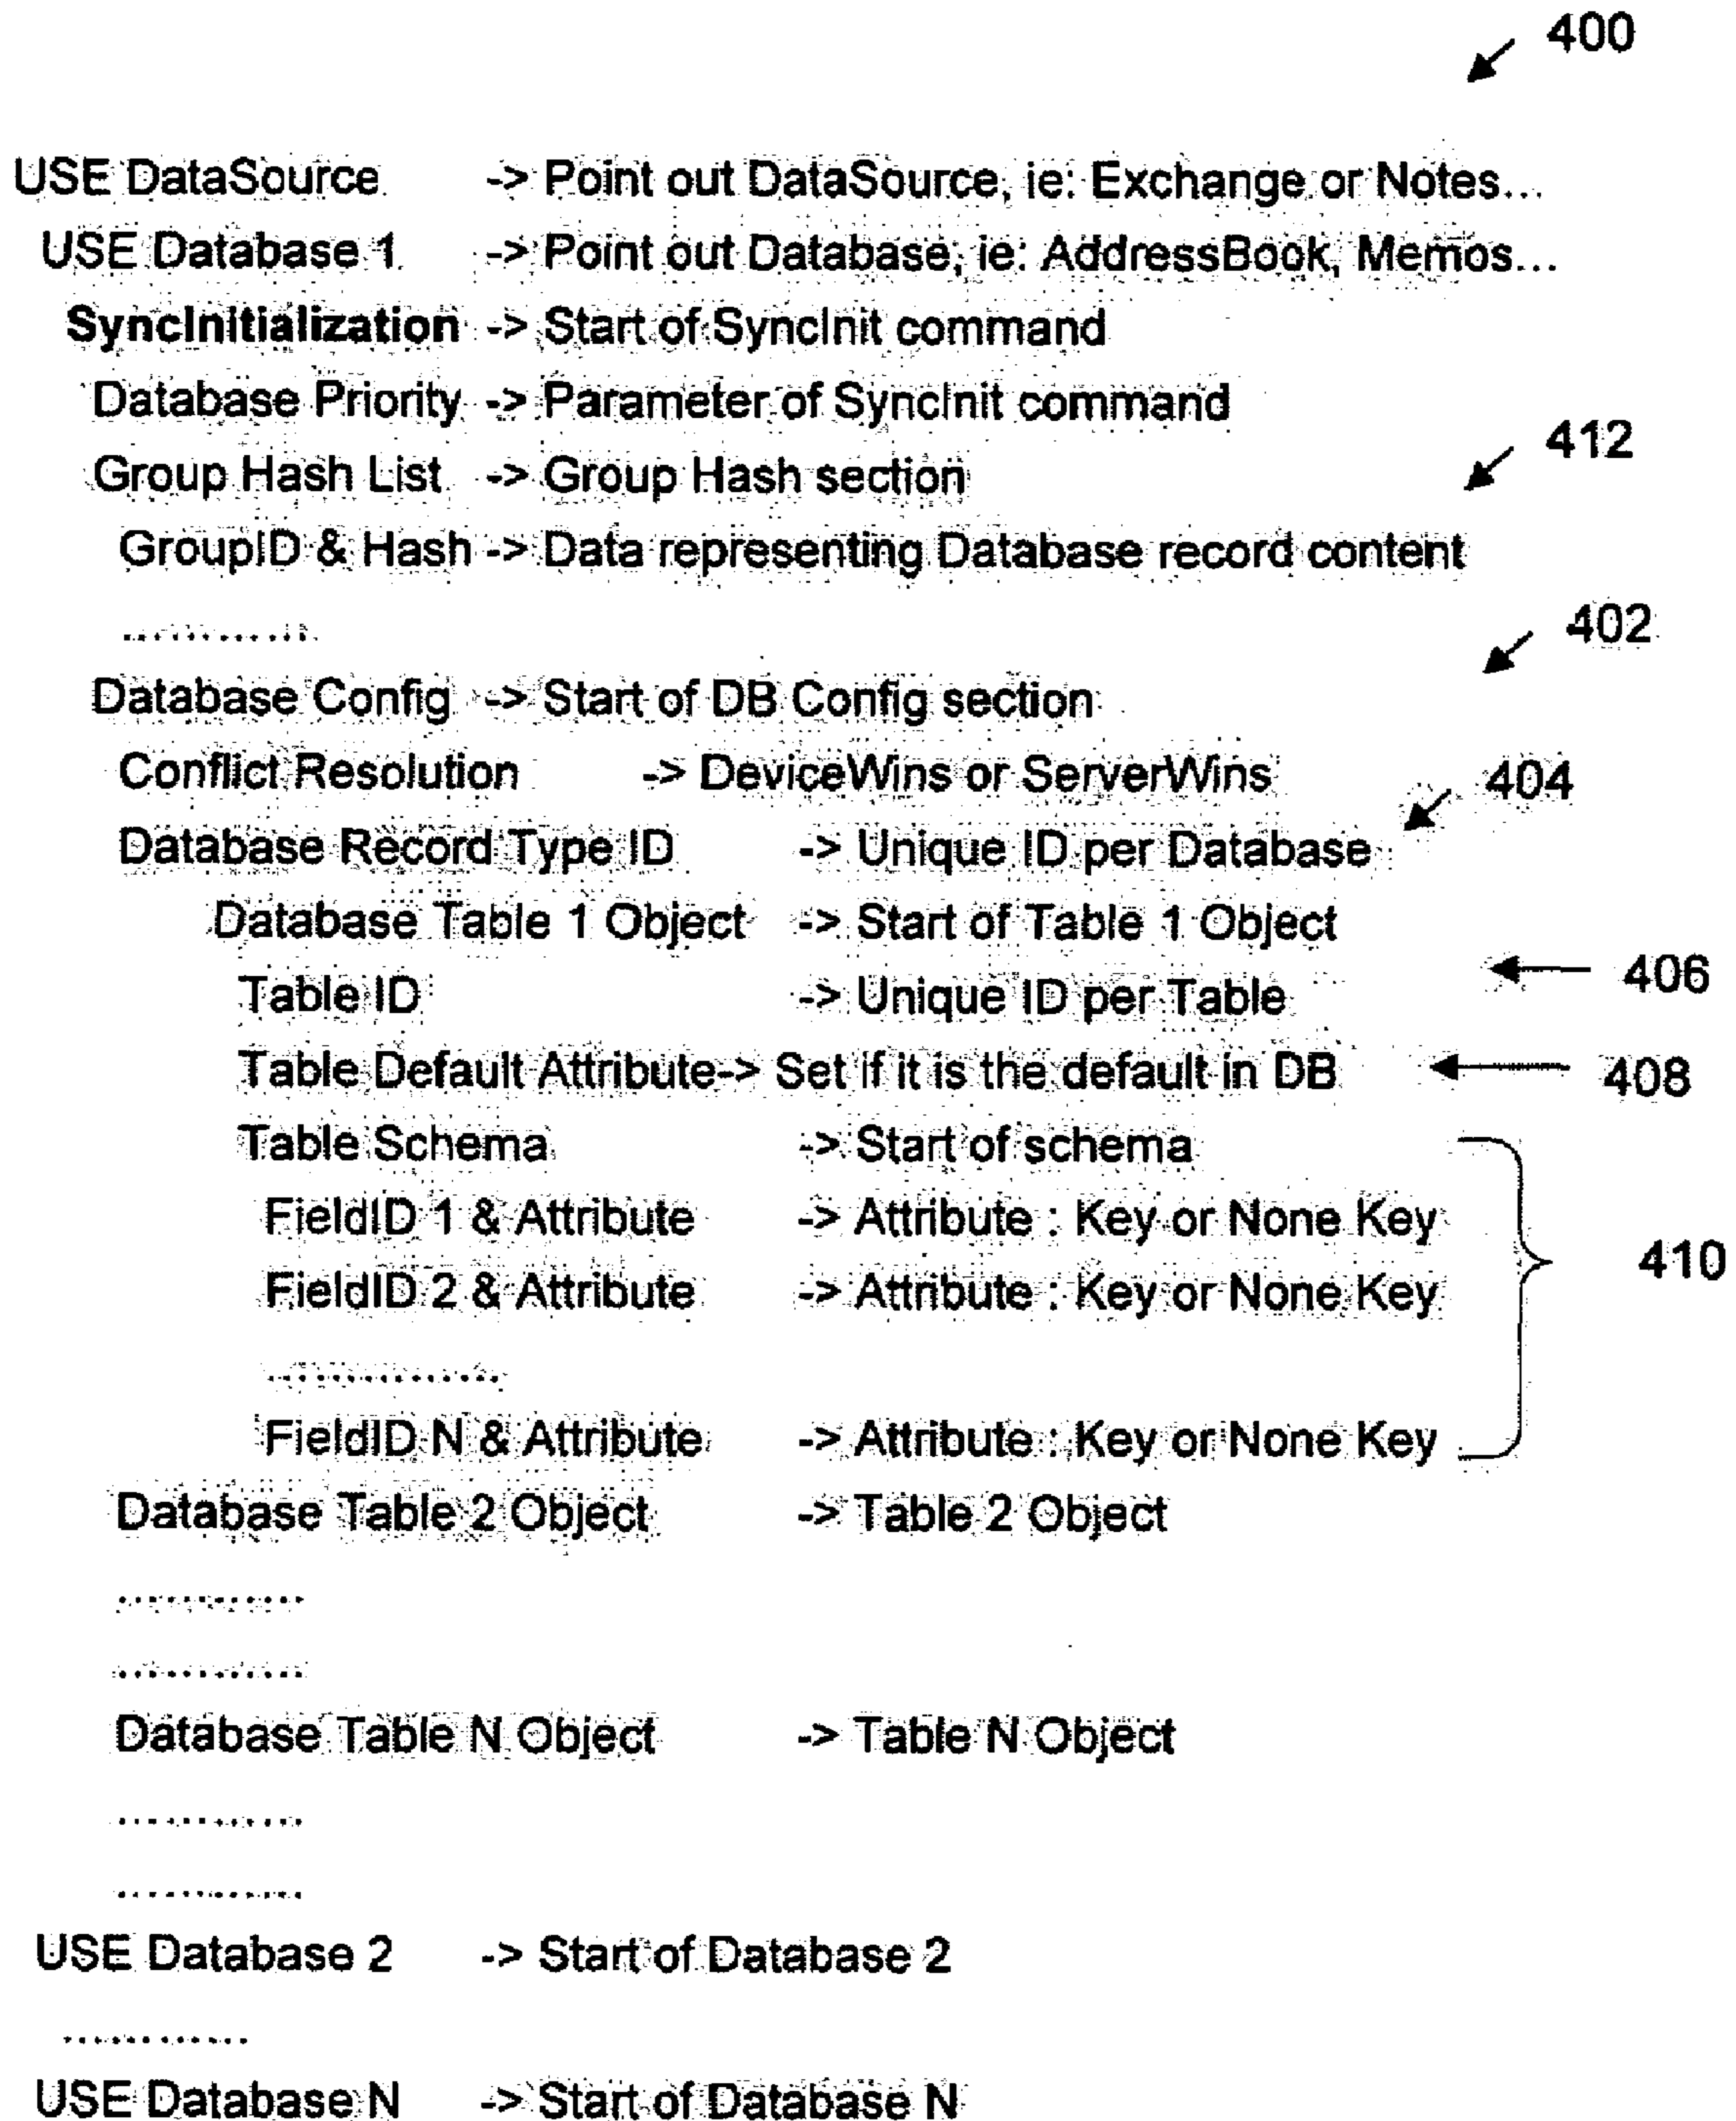 400
USE DataSource -> Point out DataSource, ie: Exchange or Notes...
USE Database 1 -> Point out Database, ie: AddressBook, Memos...
SyncInitialization -> Start of SyncInit command
Database Priority -> Parameter of SyncInit command
412
Group Hash List -> Group Hash section
GroupID & Hash -> Data representing Database record content
.............
402
Database Config -> Start of DB Config section
Conflict Resolution -> DeviceWins or ServerWins
404
Database Record Type ID -> Unique ID per Database
Database Table 1 Object -> Start of Table 1 Object
406
Table ID -> Unique ID per Table
Table Default Attribute-> Set if it is the default in DB
408
Table Schema -> Start of schema
FieldID 1 & Attribute -> Attribute : Key or None Key
410
FieldID 2 & Attribute -> Attribute : Key or None Key
.............
FieldID N & Attribute -> Attribute : Key or None Key
Database Table 2 Object -> Table 2 Object
.............
.............
Database Table N Object -> Table N Object
.............
.............
USE Database 2 -> Start of Database 2
.............
USE Database N -> Start of Database N